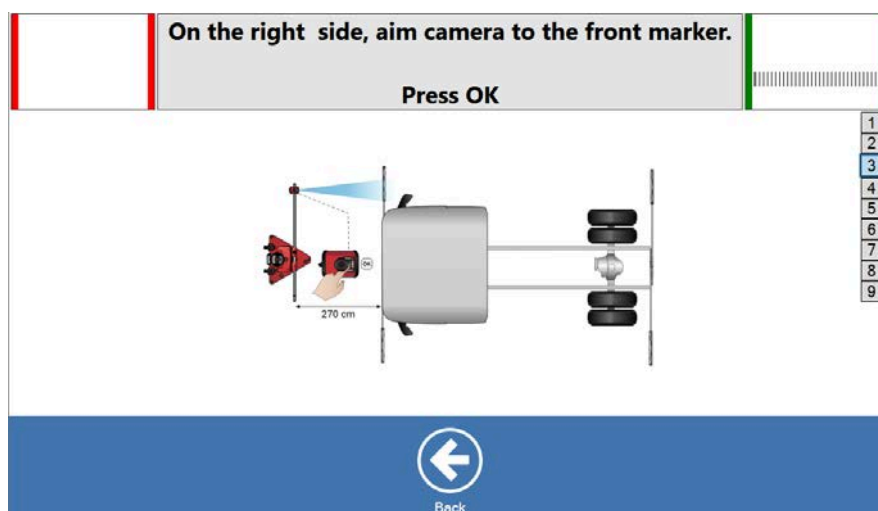 On the right  side, aim camera to the front marker.
Press OK
1
2
3
4
5
6
7
8
9
OK
270 cm
Back